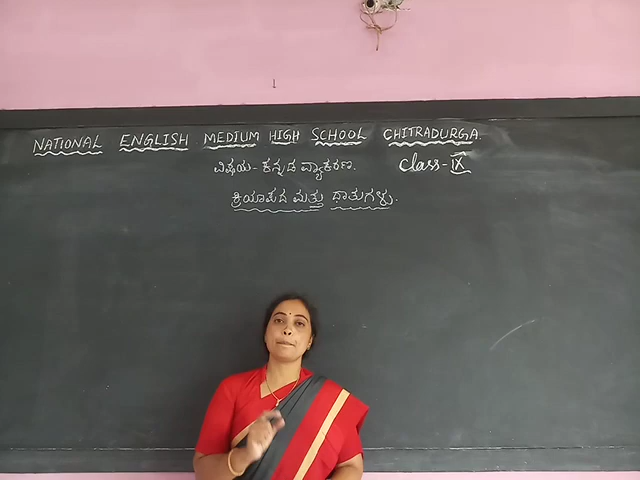 NATIONAL ENGLISH MEDIUM HIGH SCHOOL CHITRADURGA.
ವಿಷಯ- ಕನ್ನಡ ವ್ಯಾಕರಣ. Class-IX
ಕ್ರಿಯಾಪದ ಮತ್ತು ಧಾತುಗಳು.